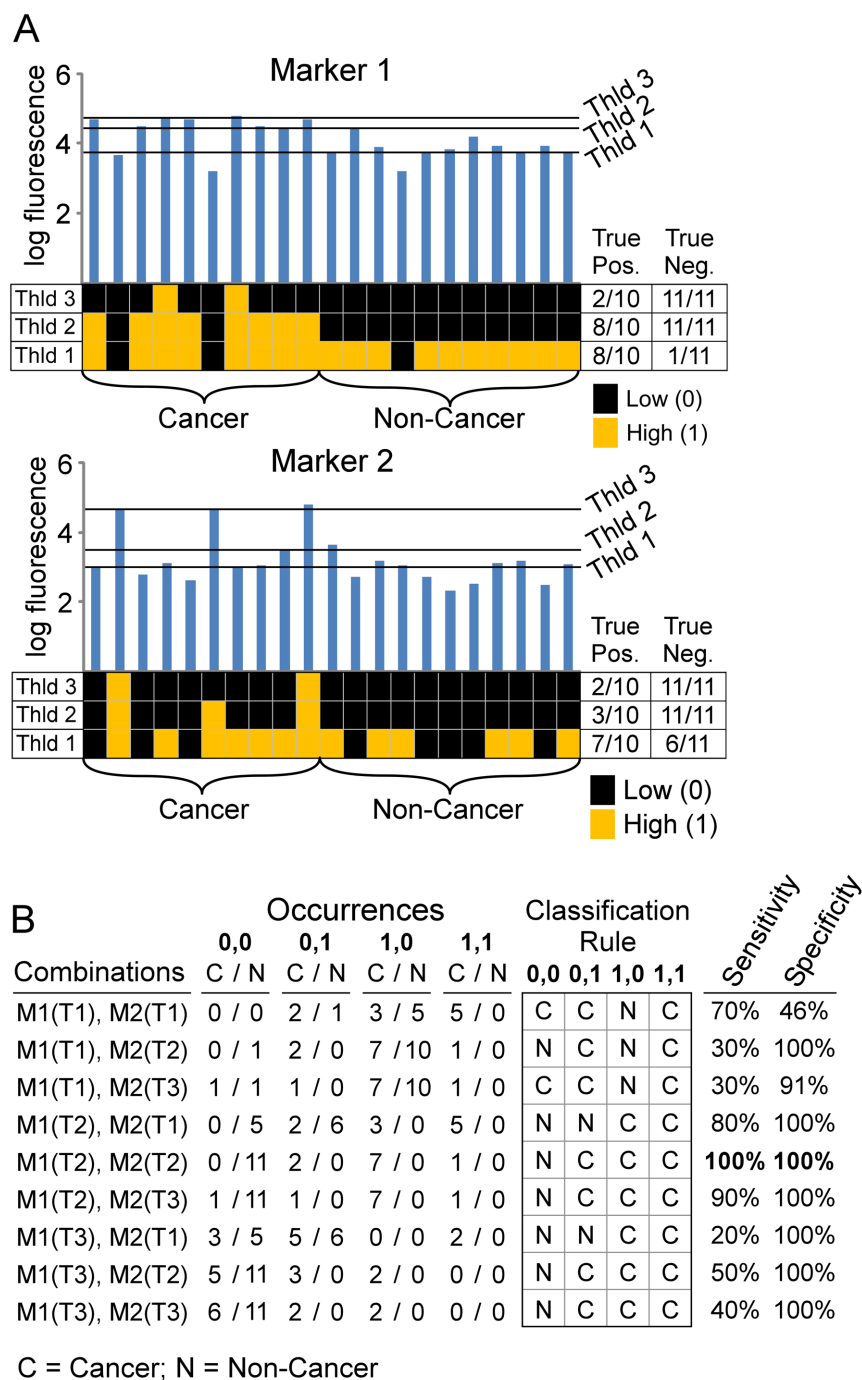 A
Marker 1
log fluorescence
6
4
2
Thld 3
Thld 2
Thld 1
True Pos. True Neg.
Thld 3 2/10 11/11
Thld 2 8/10 11/11
Thld 1 8/10 1/11
Cancer Non-Cancer
Low (0)
High (1)
Marker 2
log fluorescence
6
4
2
Thld 3
Thld 2
Thld 1
True Pos. True Neg.
Thld 3 2/10 11/11
Thld 2 3/10 11/11
Thld 1 7/10 6/11
Cancer Non-Cancer
Low (0)
High (1)
B
Occurrences Classification Rule Sensitivity Specificity
0,0 0,1 1,0 1,1
Combinations C / N C / N C / N C / N 0,0 0,1 1,0 1,1
M1(T1), M2(T1) 0 / 0 2 / 1 3 / 5 5 / 0 C C N C 70% 46%
M1(T1), M2(T2) 0 / 1 2 / 0 7 / 10 1 / 0 N C N C 30% 100%
M1(T1), M2(T3) 1 / 1 1 / 0 7 / 10 1 / 0 C C N C 30% 91%
M1(T2), M2(T1) 0 / 5 2 / 6 3 / 0 5 / 0 N N C C 80% 100%
M1(T2), M2(T2) 0 / 11 2 / 0 7 / 0 1 / 0 N C C C 100% 100%
M1(T2), M2(T3) 1 / 11 1 / 0 7 / 0 1 / 0 N C C C 90% 100%
M1(T3), M2(T1) 3 / 5 5 / 6 0 / 0 2 / 0 N N C C 20% 100%
M1(T3), M2(T2) 5 / 11 3 / 0 2 / 0 0 / 0 N C C C 50% 100%
M1(T3), M2(T3) 6 / 11 2 / 0 2 / 0 0 / 0 N C C C 40% 100%
C = Cancer; N = Non-Cancer